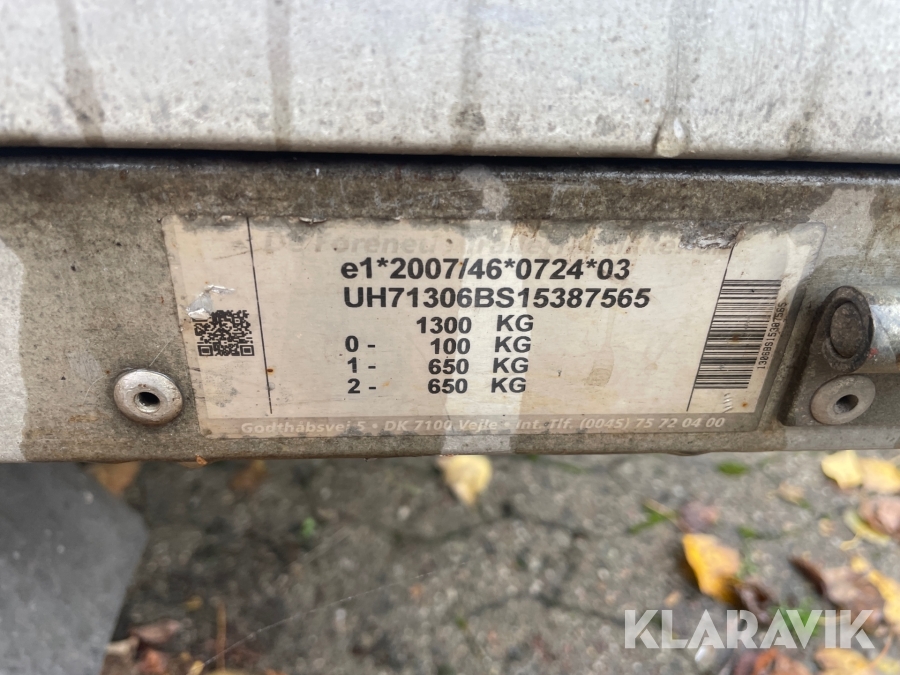 e1*2007/46*0724*03
UH71306BS15387565
1300 KG
0 - 100 KG
1 - 650 KG
2 - 650 KG
1306BS15387565
Godthåbsvej 5 • DK 7100 Vejle • Int. Tlf. (0045) 75 72 04 00
KLARAVIK